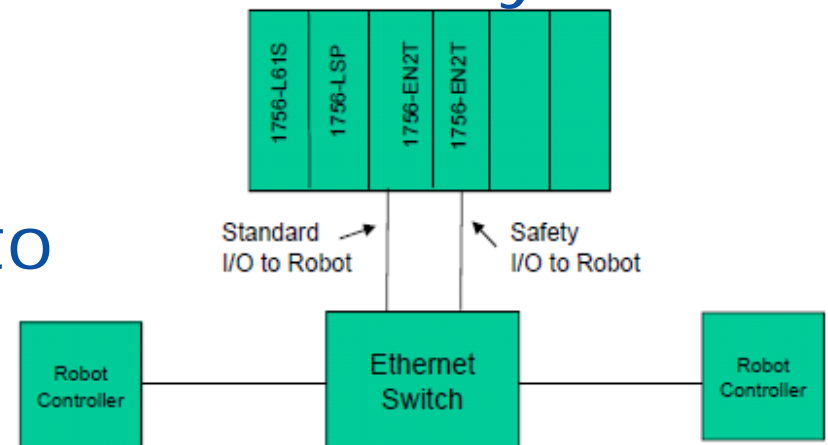 1756-L61S
1756-LSP
1756-EN2T
1756-EN2T
Standard
I/O to Robot
Safety
I/O to Robot
to
Robot
Controller
Ethernet
Switch
Robot
Controller